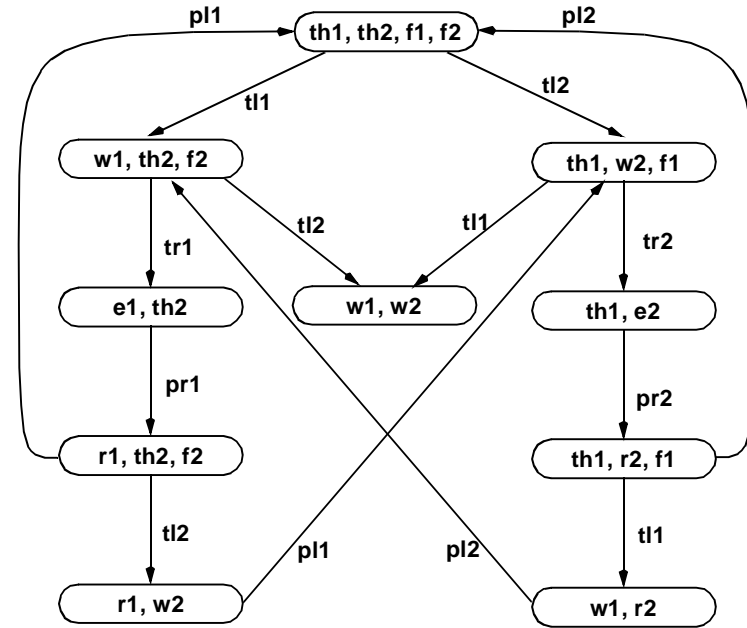 pl1
th1, th2, f1, f2
pl2
tl1
tl2
w1, th2, f2
th1, w2, f1
tl2
tl1
tr1
tr2
e1, th2
w1, w2
th1, e2
pr1
pr2
r1, th2, f2
th1, r2, f1
tl2
pl1
pl2
tl1
r1, w2
w1, r2